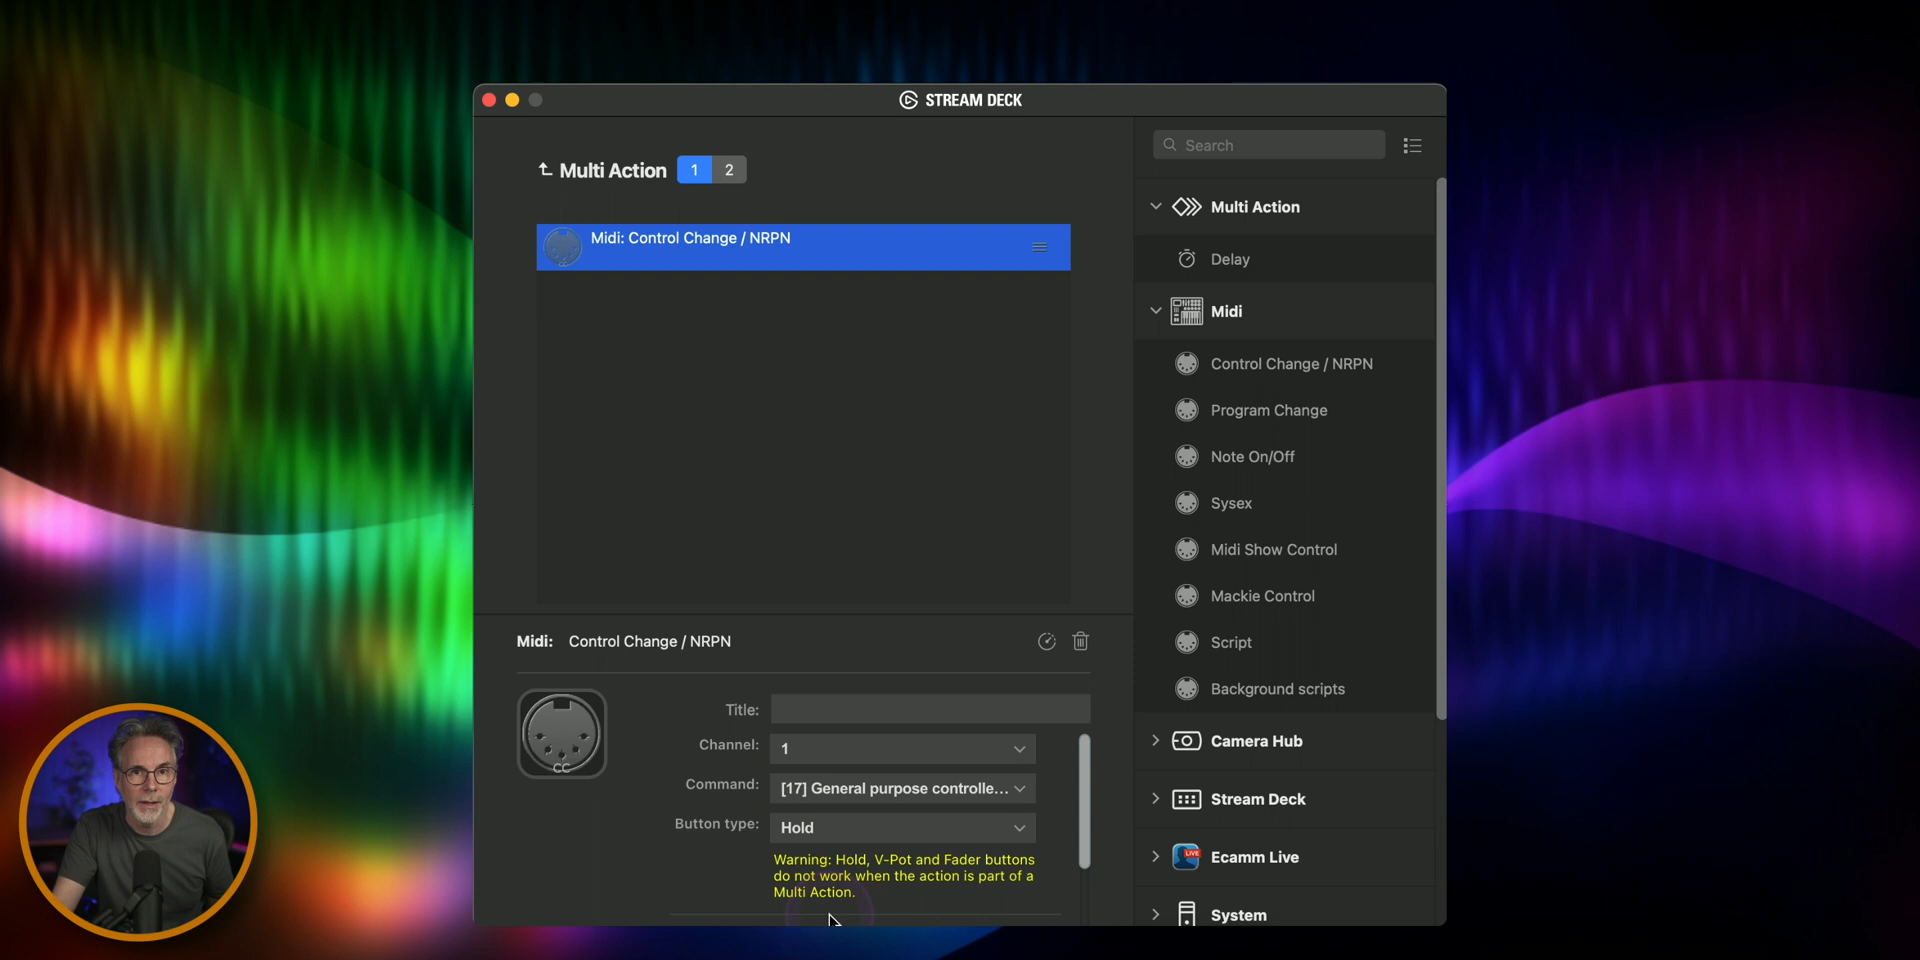 STREAM DECK
Multi Action 1 2
Midi: Control Change / NRPN
CC
Midi: Control Change / NRPN
CC
Title:
Channel: 1
Command: [17] General purpose controlle...
Button type: Hold
Warning: Hold, V-Pot and Fader buttons
do not work when the action is part of a
Multi Action.
Search
Multi Action
Delay
Midi
Control Change / NRPN
Program Change
Note On/Off
Sysex
Midi Show Control
Mackie Control
Script
Background scripts
Camera Hub
Stream Deck
LIVE
Ecamm Live
System